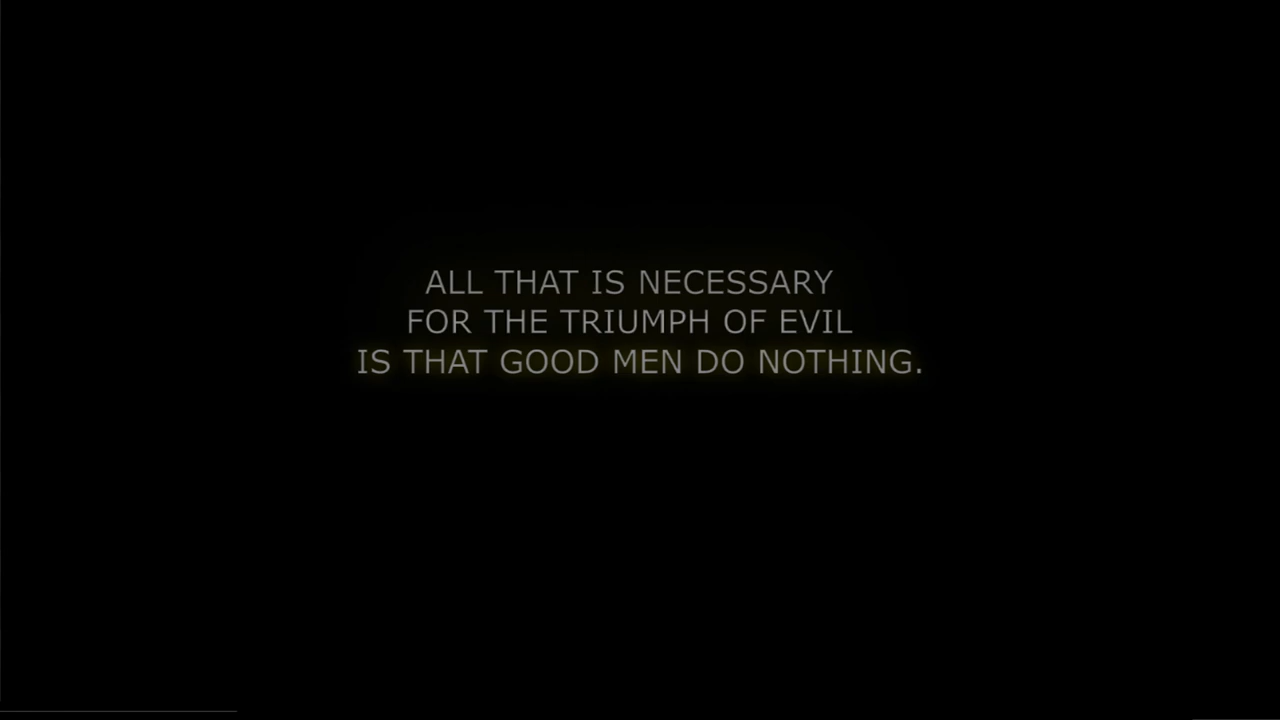 ALL THAT IS NECESSARY
FOR THE TRIUMPH OF EVIL
IS THAT GOOD MEN DO NOTHING.